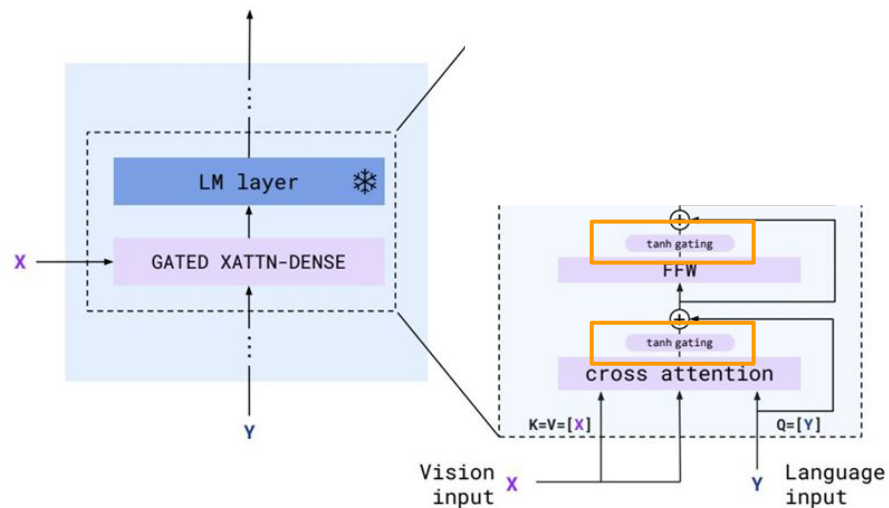 LM layer
X
GATED XATTN-DENSE
Y
tanh gating
FFW
tanh gating
cross attention
K=V=[X]
Q=[Y]
Vision
input
X
Y
Language
input